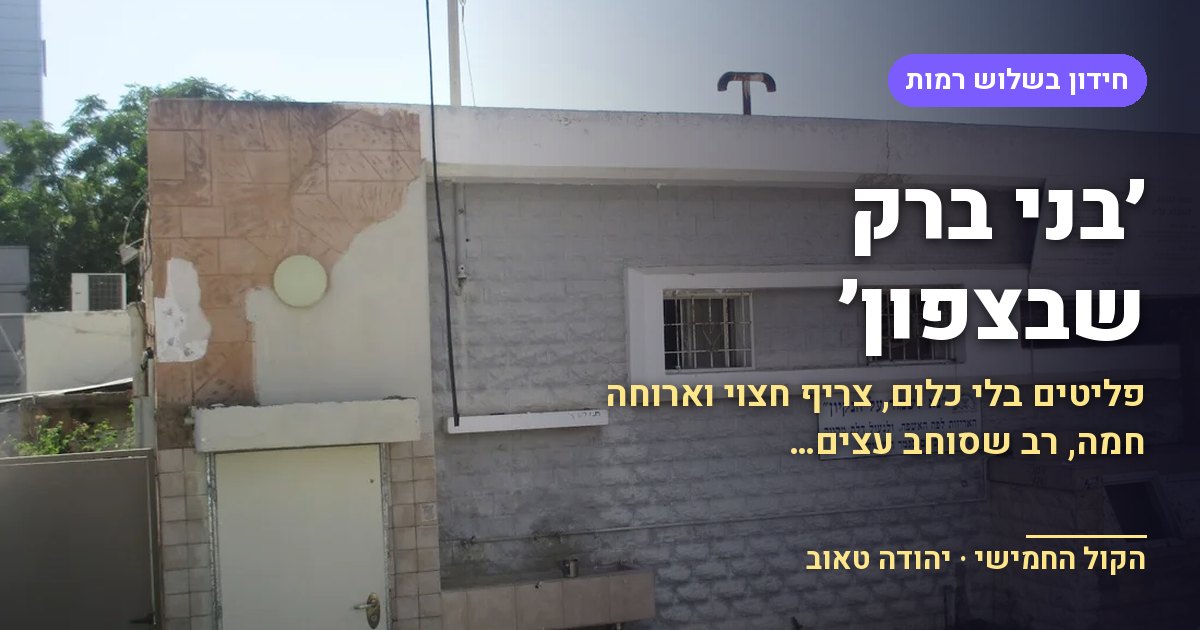 חידון בשלוש רמות
'בני ברק
שבצפון'
פליטים בלי כלום, צריף חצוי וארוחה
חמה, רב שסוחב עצים...
הקול החמישי · יהודה טאוב